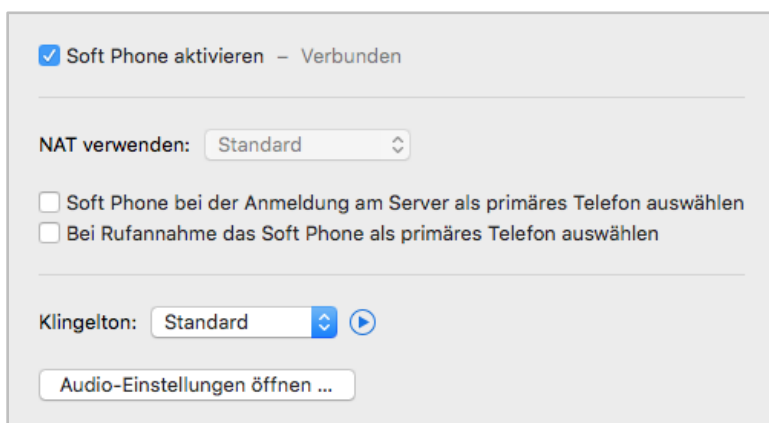 Soft Phone aktivieren – Verbunden
NAT verwenden: Standard
Soft Phone bei der Anmeldung am Server als primäres Telefon auswählen
Bei Rufannahme das Soft Phone als primäres Telefon auswählen
Klingelton: Standard
Audio-Einstellungen öffnen ...